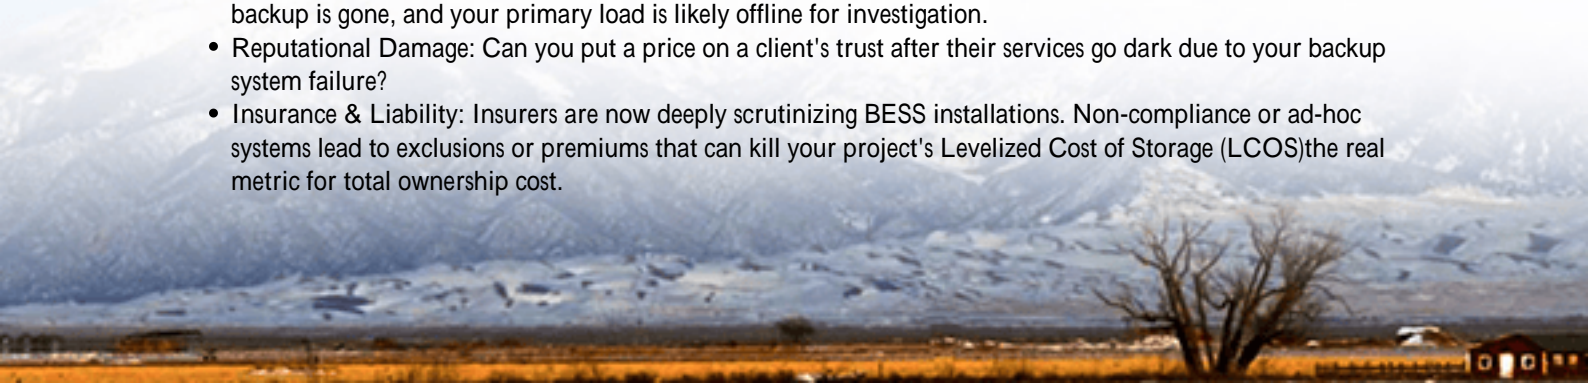 backup is gone, and your primary load is likely offline for investigation.
• Reputational Damage: Can you put a price on a client's trust after their services go dark due to your backup
system failure?
• Insurance & Liability: Insurers are now deeply scrutinizing BESS installations. Non-compliance or ad-hoc
systems lead to exclusions or premiums that can kill your project's Levelized Cost of Storage (LCOS)the real
metric for total ownership cost.